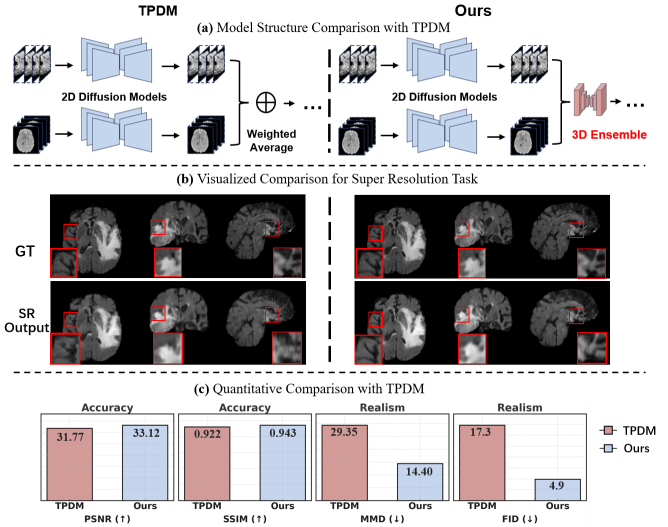 TPDM
Ours
(a) Model Structure Comparison with TPDM
2D Diffusion Models
Weighted
Average
...
2D Diffusion Models
3D Ensemble
...
(b) Visualized Comparison for Super Resolution Task
GT
SR
Output
(c) Quantitative Comparison with TPDM
Accuracy
31.77
33.12
TPDM
Ours
PSNR (↑)
Accuracy
0.922
0.943
TPDM
Ours
SSIM (↑)
Realism
29.35
14.40
TPDM
Ours
MMD (↓)
Realism
17.3
4.9
TPDM
Ours
FID (↓)
TPDM
Ours